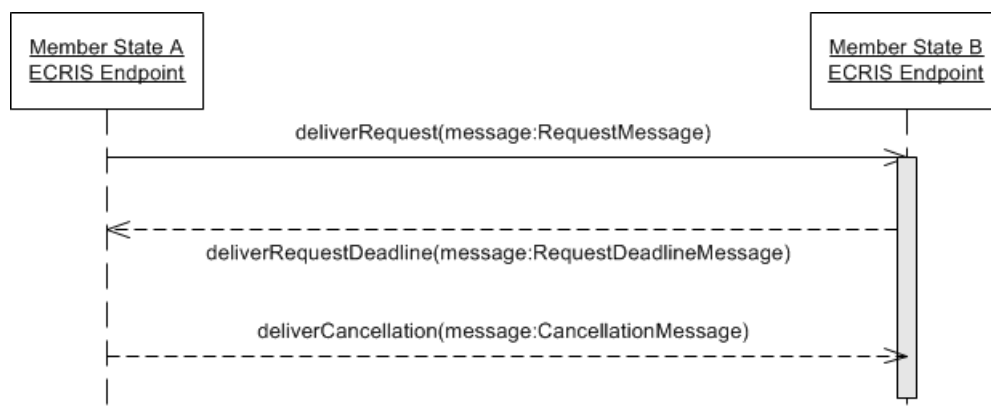 Member State A
ECRIS Endpoint
Member State B
ECRIS Endpoint
deliverRequest(message:RequestMessage)
deliverRequestDeadline(message:RequestDeadlineMessage)
deliverCancellation(message:CancellationMessage)